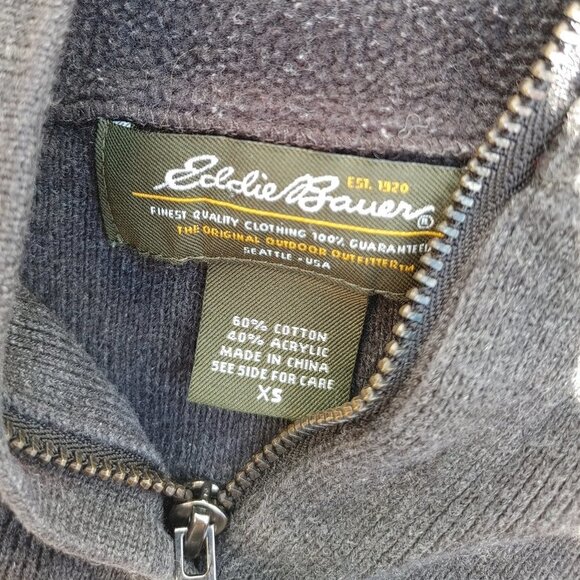 Eddie Bauer®
EST. 1920
FINEST QUALITY CLOTHING 100% GUARANTEED
THE ORIGINAL OUTDOOR OUTFITTER™
SEATTLE - USA
60% COTTON
40% ACRYLIC
MADE IN CHINA
SEE SIDE FOR CARE
XS